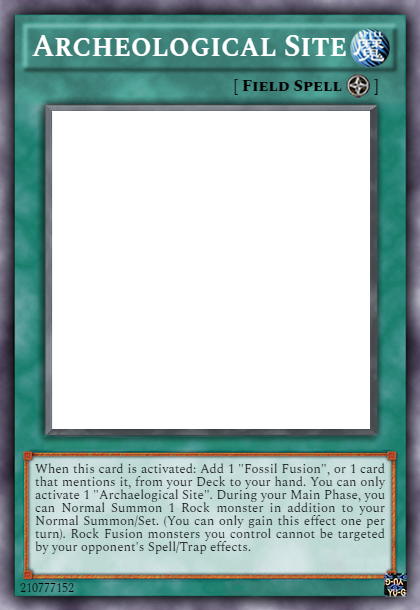 ARCHEOLOGICAL SITE 魔
[ FIELD SPELL ]
When this card is activated: Add 1 "Fossil Fusion", or 1 card
that mentions it, from your Deck to your hand. You can only
activate 1 "Archaelogical Site". During your Main Phase, you
can Normal Summon 1 Rock monster in addition to your
Normal Summon/Set. (You can only gain this effect one per
turn). Rock Fusion monsters you control cannot be targeted
by your opponent's Spell/Trap effects.
210777152